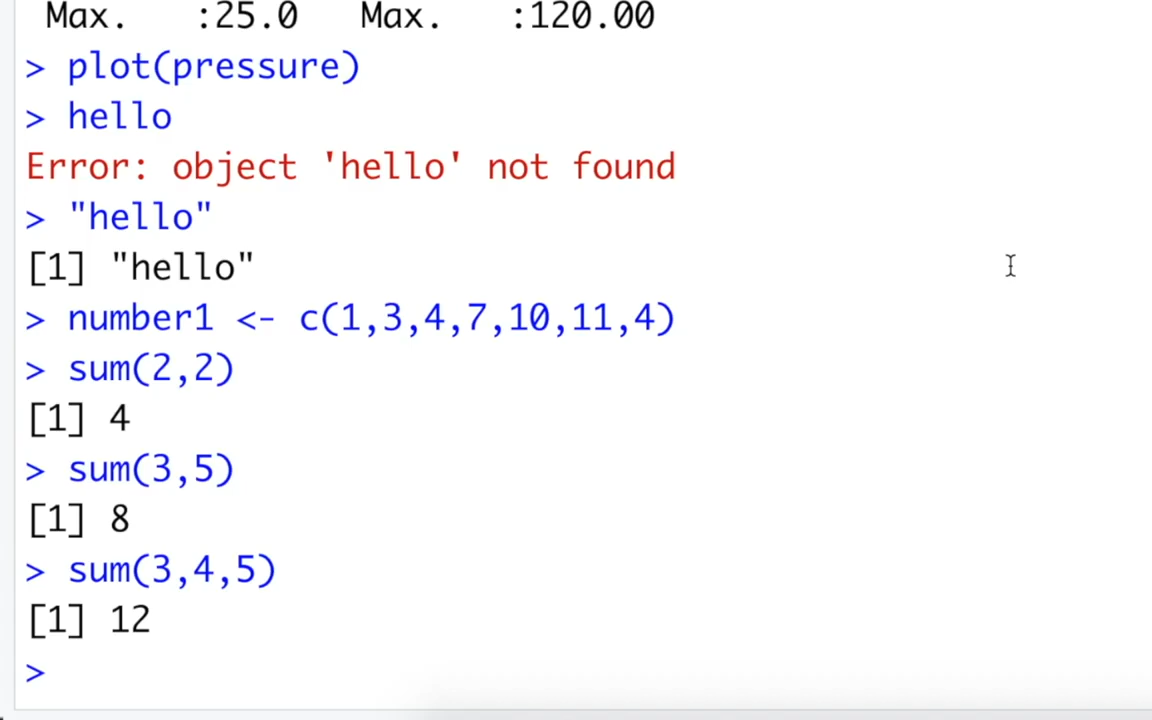 Max.   :25.0   Max.   :120.00
> plot(pressure)
> hello
Error: object 'hello' not found
> "hello"
[1] "hello"
> number1 <- c(1,3,4,7,10,11,4)
> sum(2,2)
[1] 4
> sum(3,5)
[1] 8
> sum(3,4,5)
[1] 12
>